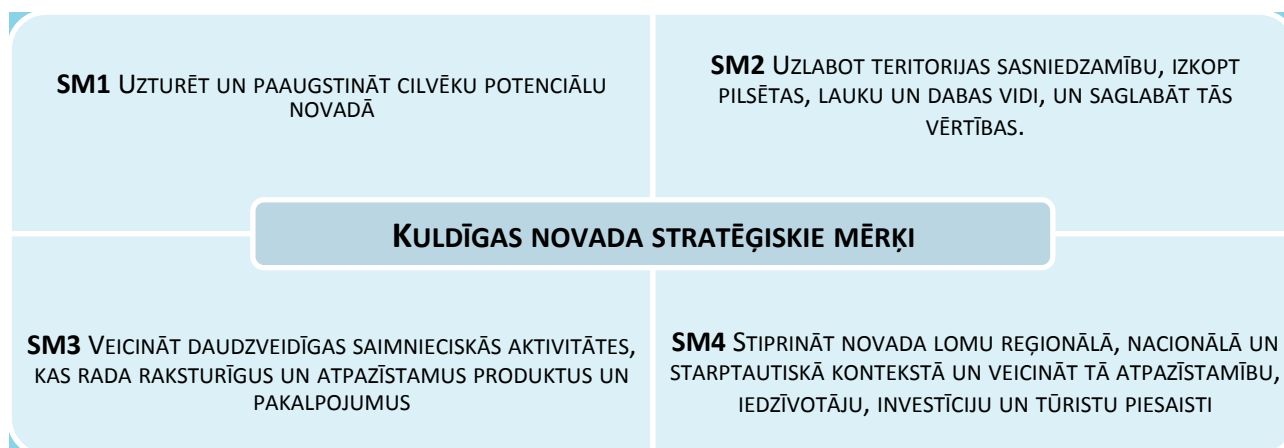 SM1 UZTURĒT UN PAAUGSTINĀT CILVĒKU POTENCIĀLU
NOVADĀ
SM2 UZLABOT TERITORIJAS SASNIEDZAMĪBU, IZKOPT
PILSĒTAS, LAUKU UN DABAS VIDI, UN SAGLABĀT TĀS
VĒRTĪBAS.
KULDĪGAS NOVADA STRATĒĢISKIE MĒRĶI
SM3 VEICINĀT DAUDZVEIDĪGAS SAIMNIECISKĀS AKTIVITĀTES,
KAS RADA RAKSTURĪGUS UN ATPAZĪSTAMUS PRODUKTUS UN
PAKALPOJUMUS
SM4 STIPRINĀT NOVADA LOMU REĢIONĀLĀ, NACIONĀLĀ UN
STARPTAUTISKĀ KONTEKSTĀ UN VEICINĀT TĀ ATPAZĪSTAMĪBU,
IEDZĪVOTĀJU, INVESTĪCIJU UN TŪRISTU PIESAISTI